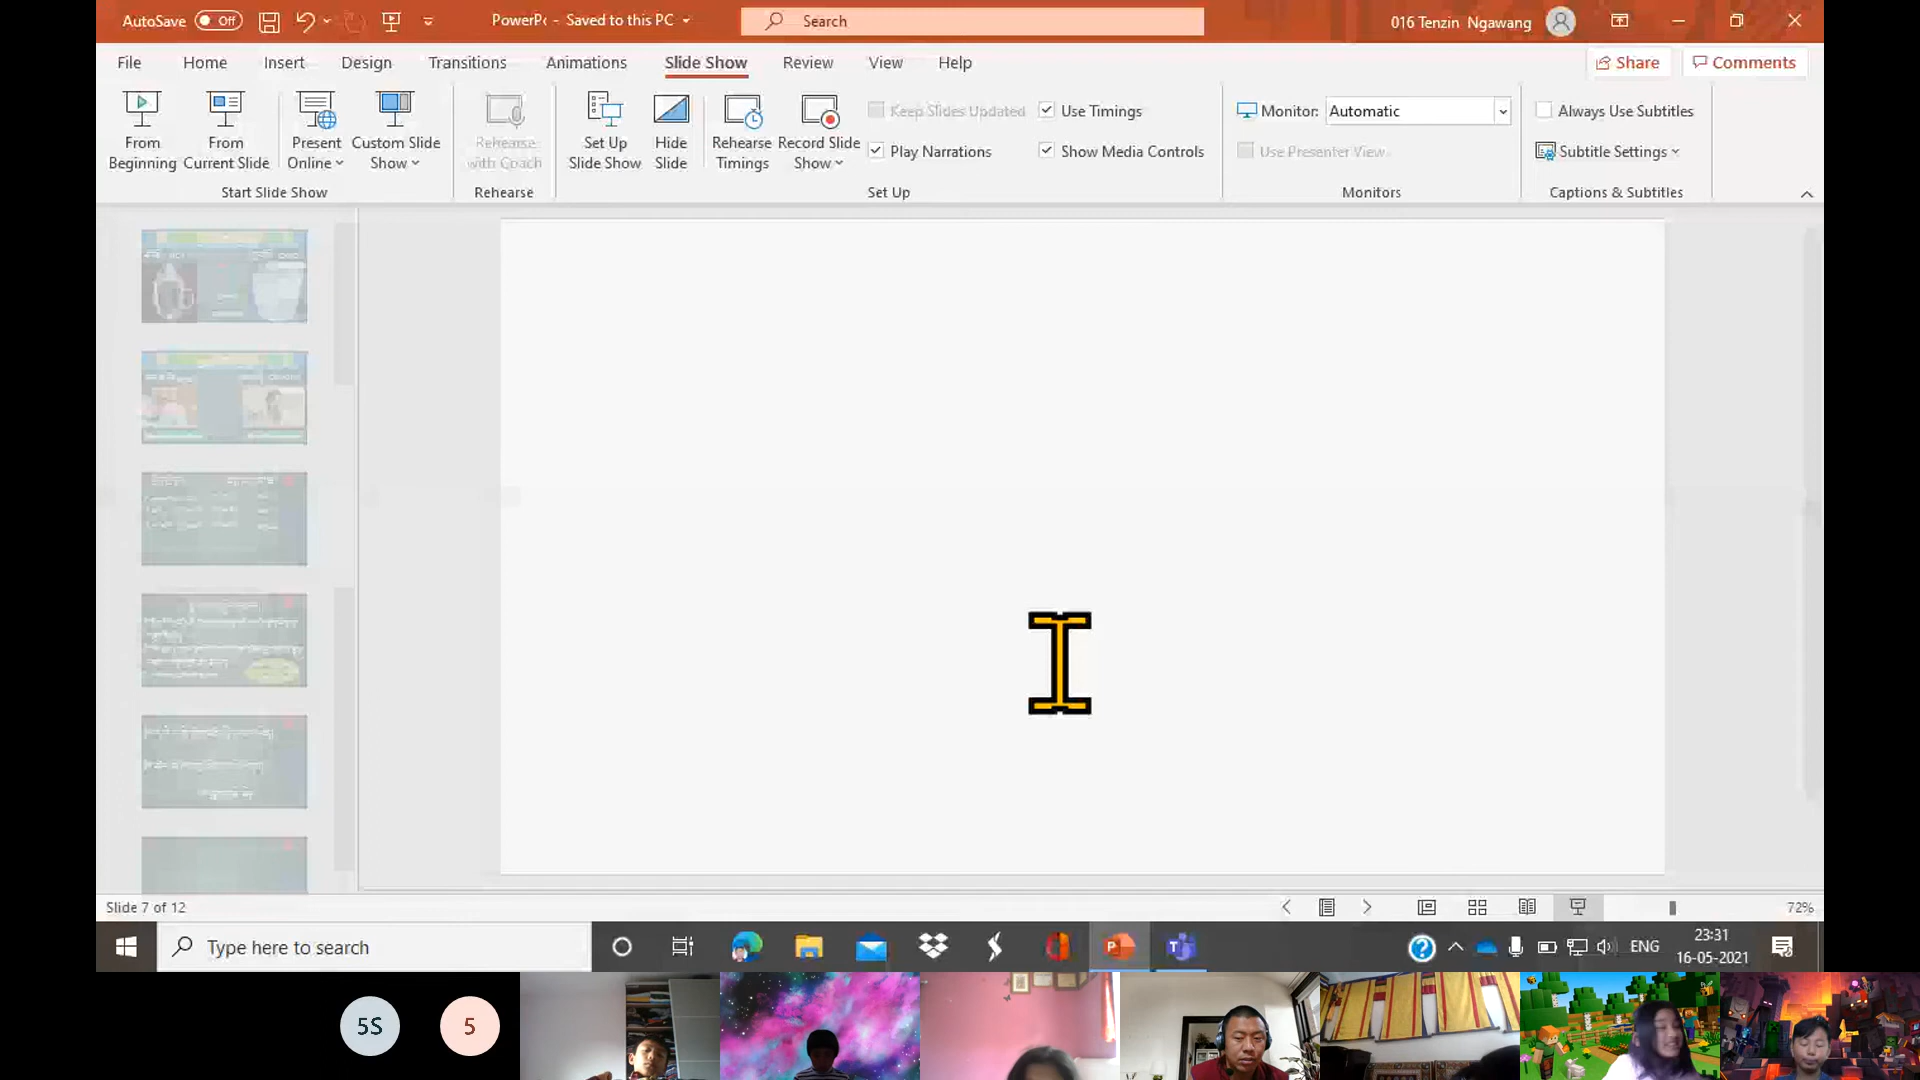 AutoSave Off PowerPo - Saved to this PC Search 016 Tenzin Ngawang
File Home Insert Design Transitions Animations Slide Show Review View Help Share Comments
From Beginning
From Current Slide
Present Online
Custom Slide Show
Start Slide Show
Rehearse with Coach
Rehearse
Set Up Slide Show
Hide Slide
Rehearse Timings
Record Slide Show
Keep Slides Updated
Use Timings
Play Narrations
Show Media Controls
Set Up
Monitor: Automatic
Use Presenter View
Monitors
Always Use Subtitles
Subtitle Settings
Captions & Subtitles
Slide 7 of 12
72%
Type here to search
ENG
23:31
16-05-2021
5S
5